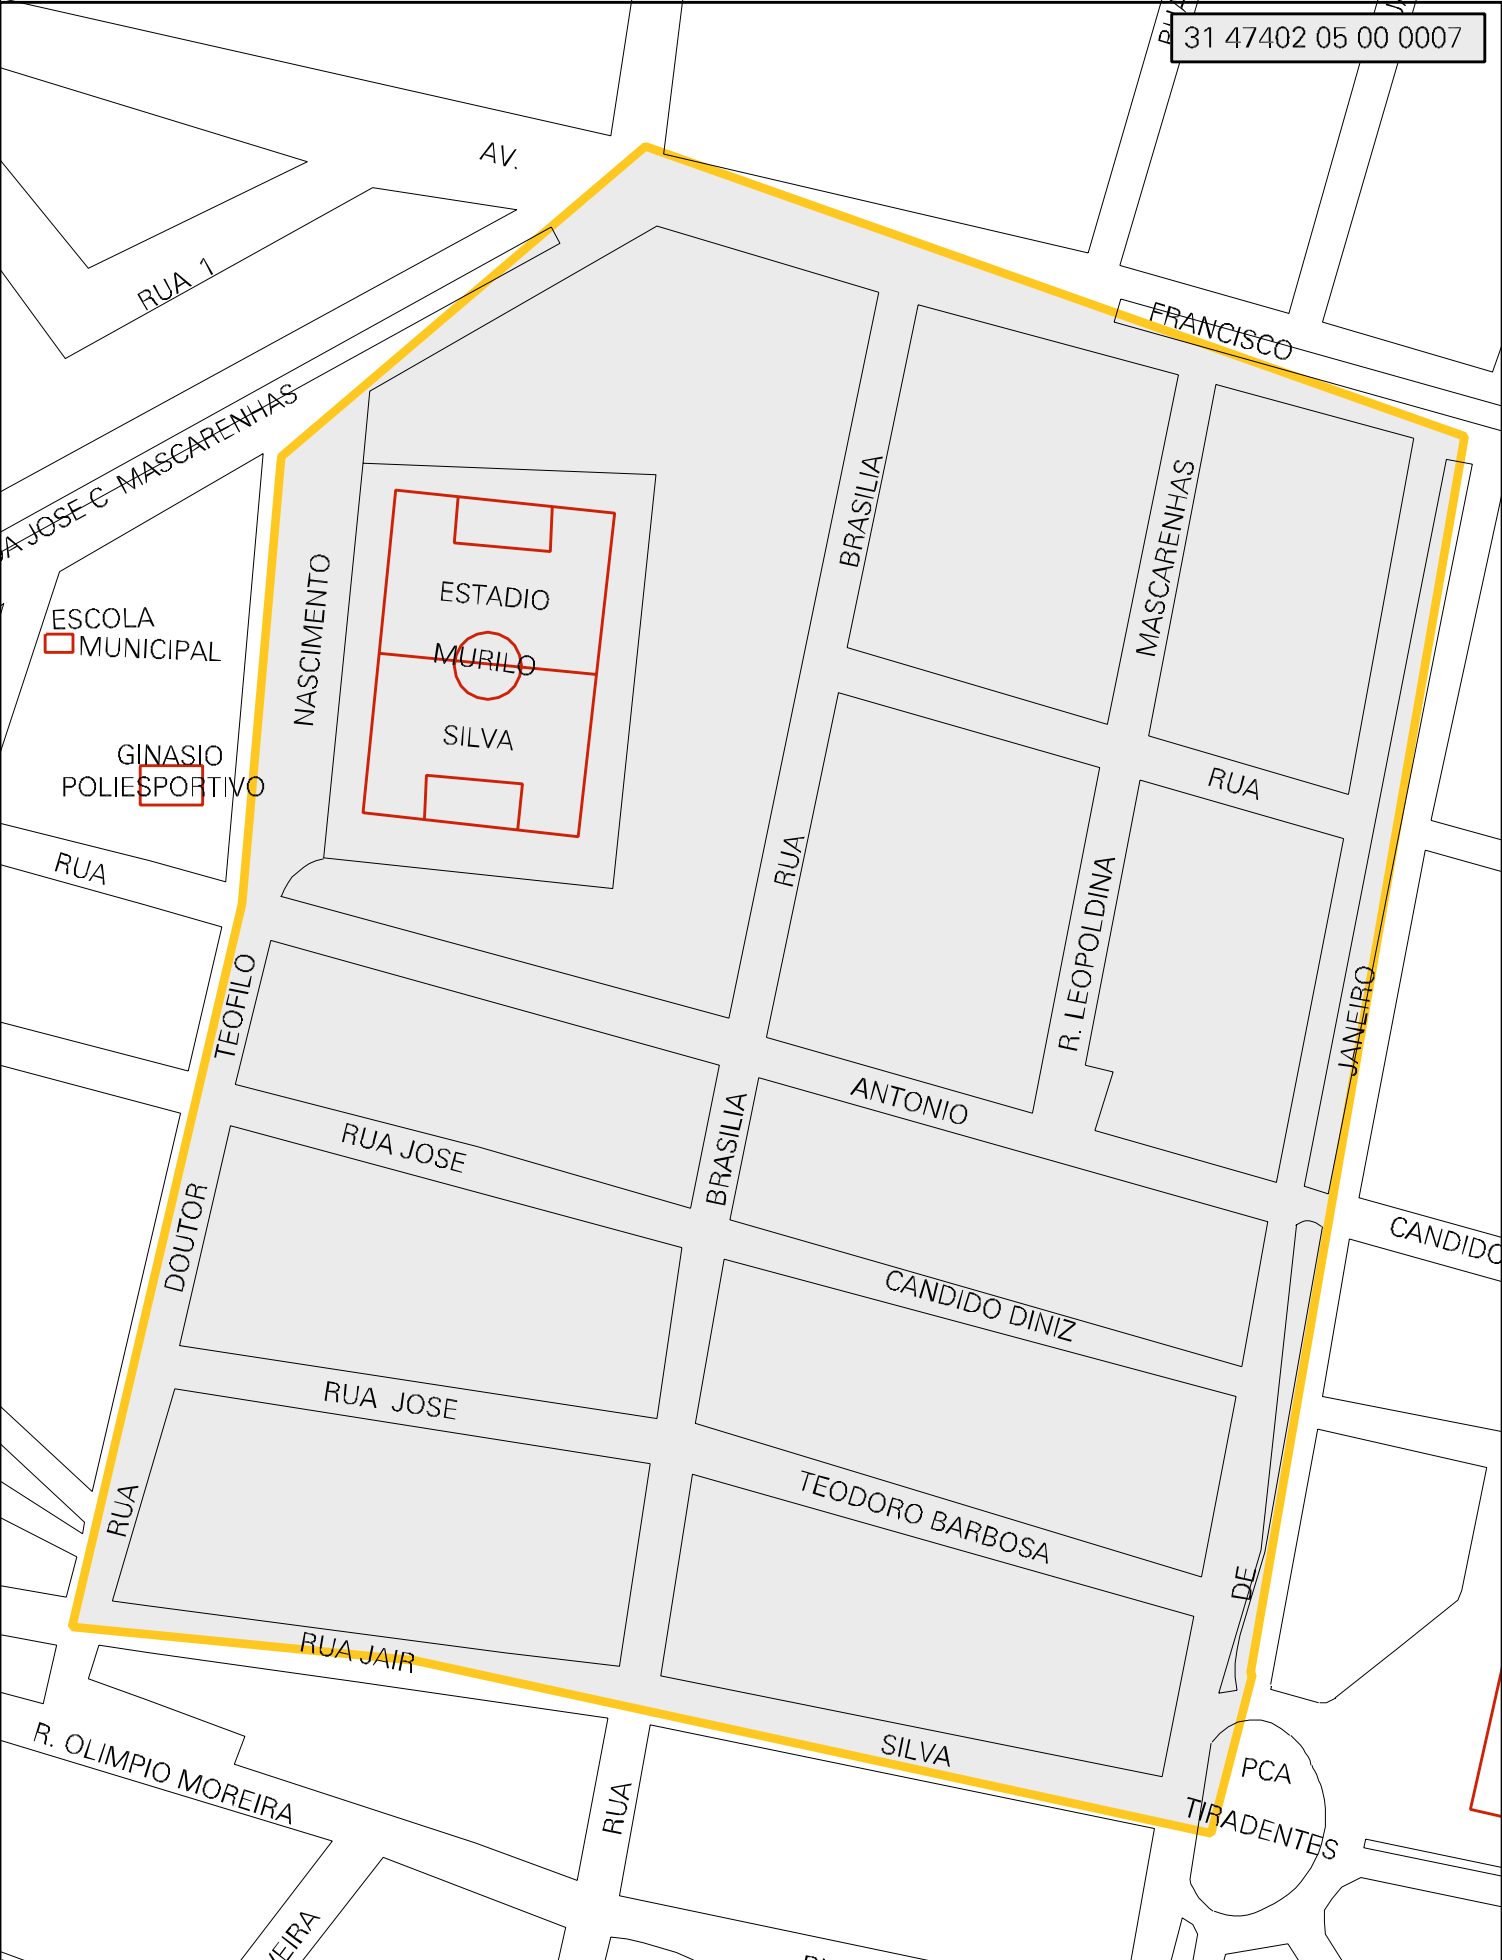 31 47402 05 00 0007
AV.
RUA 1
FRANCISCO
JOSE C MASCARENHAS
BRASILIA
MASCARENHAS
NASCIMENTO
ESTADIO
MURILO
SILVA
ESCOLA
MUNICIPAL
GINASIO
POLIESPORTIVO
RUA
RUA
RUA
R. LEOPOLDINA
TEOFILO
JANEIRO
ANTONIO
RUA JOSE
BRASILIA
DOUTOR
CANDIDO
CANDIDO DINIZ
RUA JOSE
RUA
TEODORO BARBOSA
DE
RUA JAIR
SILVA
R. OLIMPIO MOREIRA
RUA
PCA
TIRADENTES